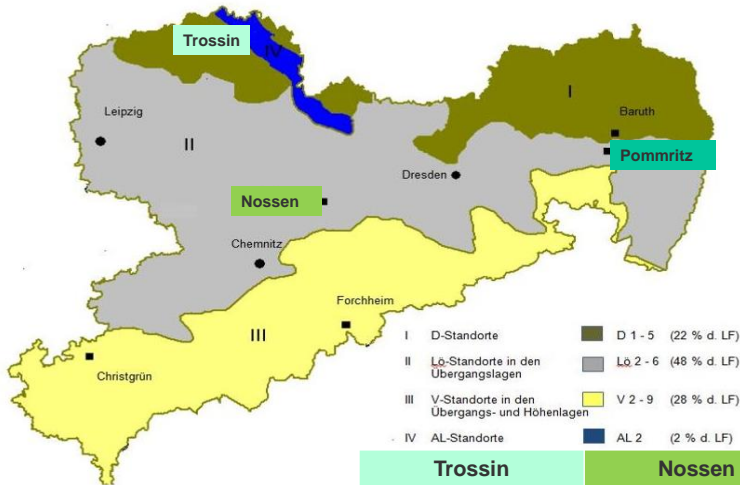 Trossin
IV
I
Leipzig
Baruth
II
Pommritz
Dresden
Nossen
Chemnitz
Forchheim
III
Christgrün
I D-Standorte D 1 - 5 (22 % d. LF)
II Lö-Standorte in den Übergangslagen Lö 2 - 6 (48 % d. LF)
III V-Standorte in den Übergangs- und Höhenlagen V 2 - 9 (28 % d. LF)
IV AL-Standorte AL 2 (2 % d. LF)
Trossin Nossen